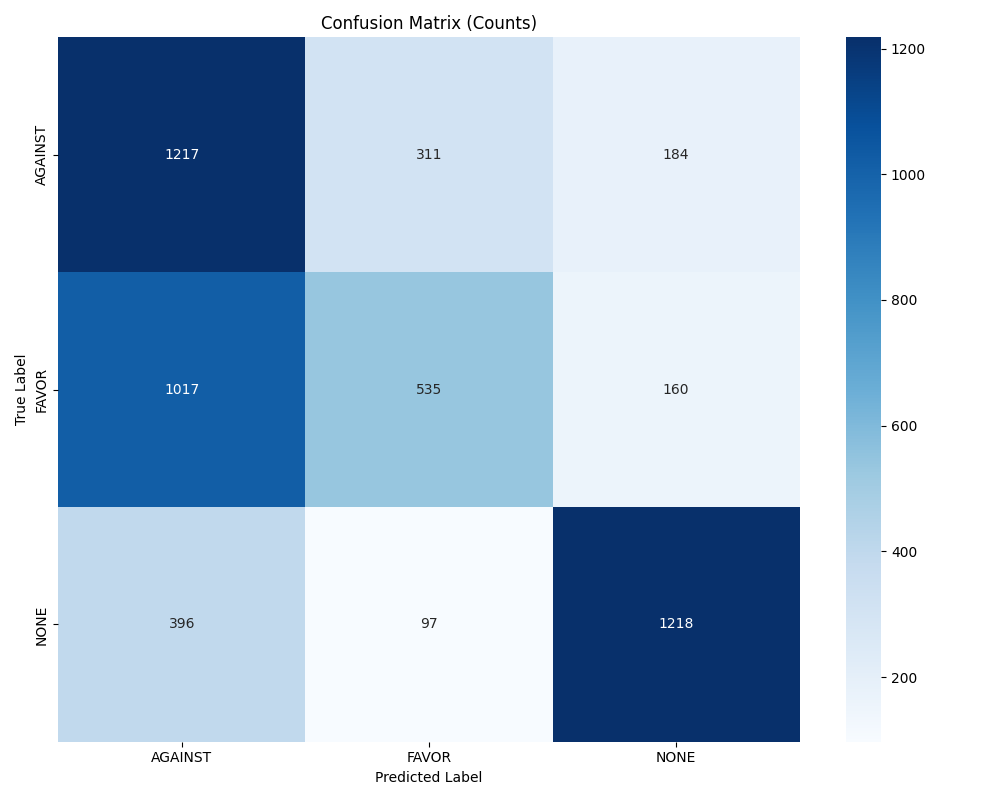 Confusion Matrix (Counts)
True Label
AGAINST
1217
311
184
FAVOR
1017
535
160
NONE
396
97
1218
AGAINST
FAVOR
NONE
Predicted Label
1200
1000
800
600
400
200